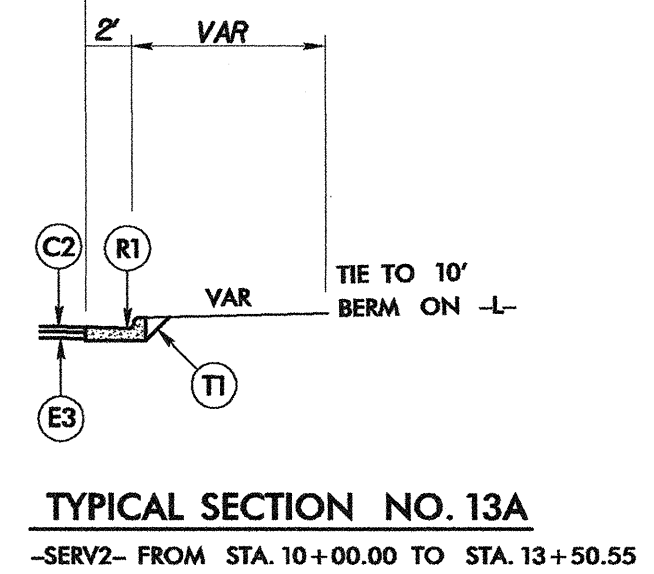 2' VAR
C2 R1
TIE TO 10'
VAR
BERM ON -L-
T1
E3
TYPICAL SECTION NO. 13A
-SERV2- FROM STA. 10+00.00 TO STA. 13+50.55